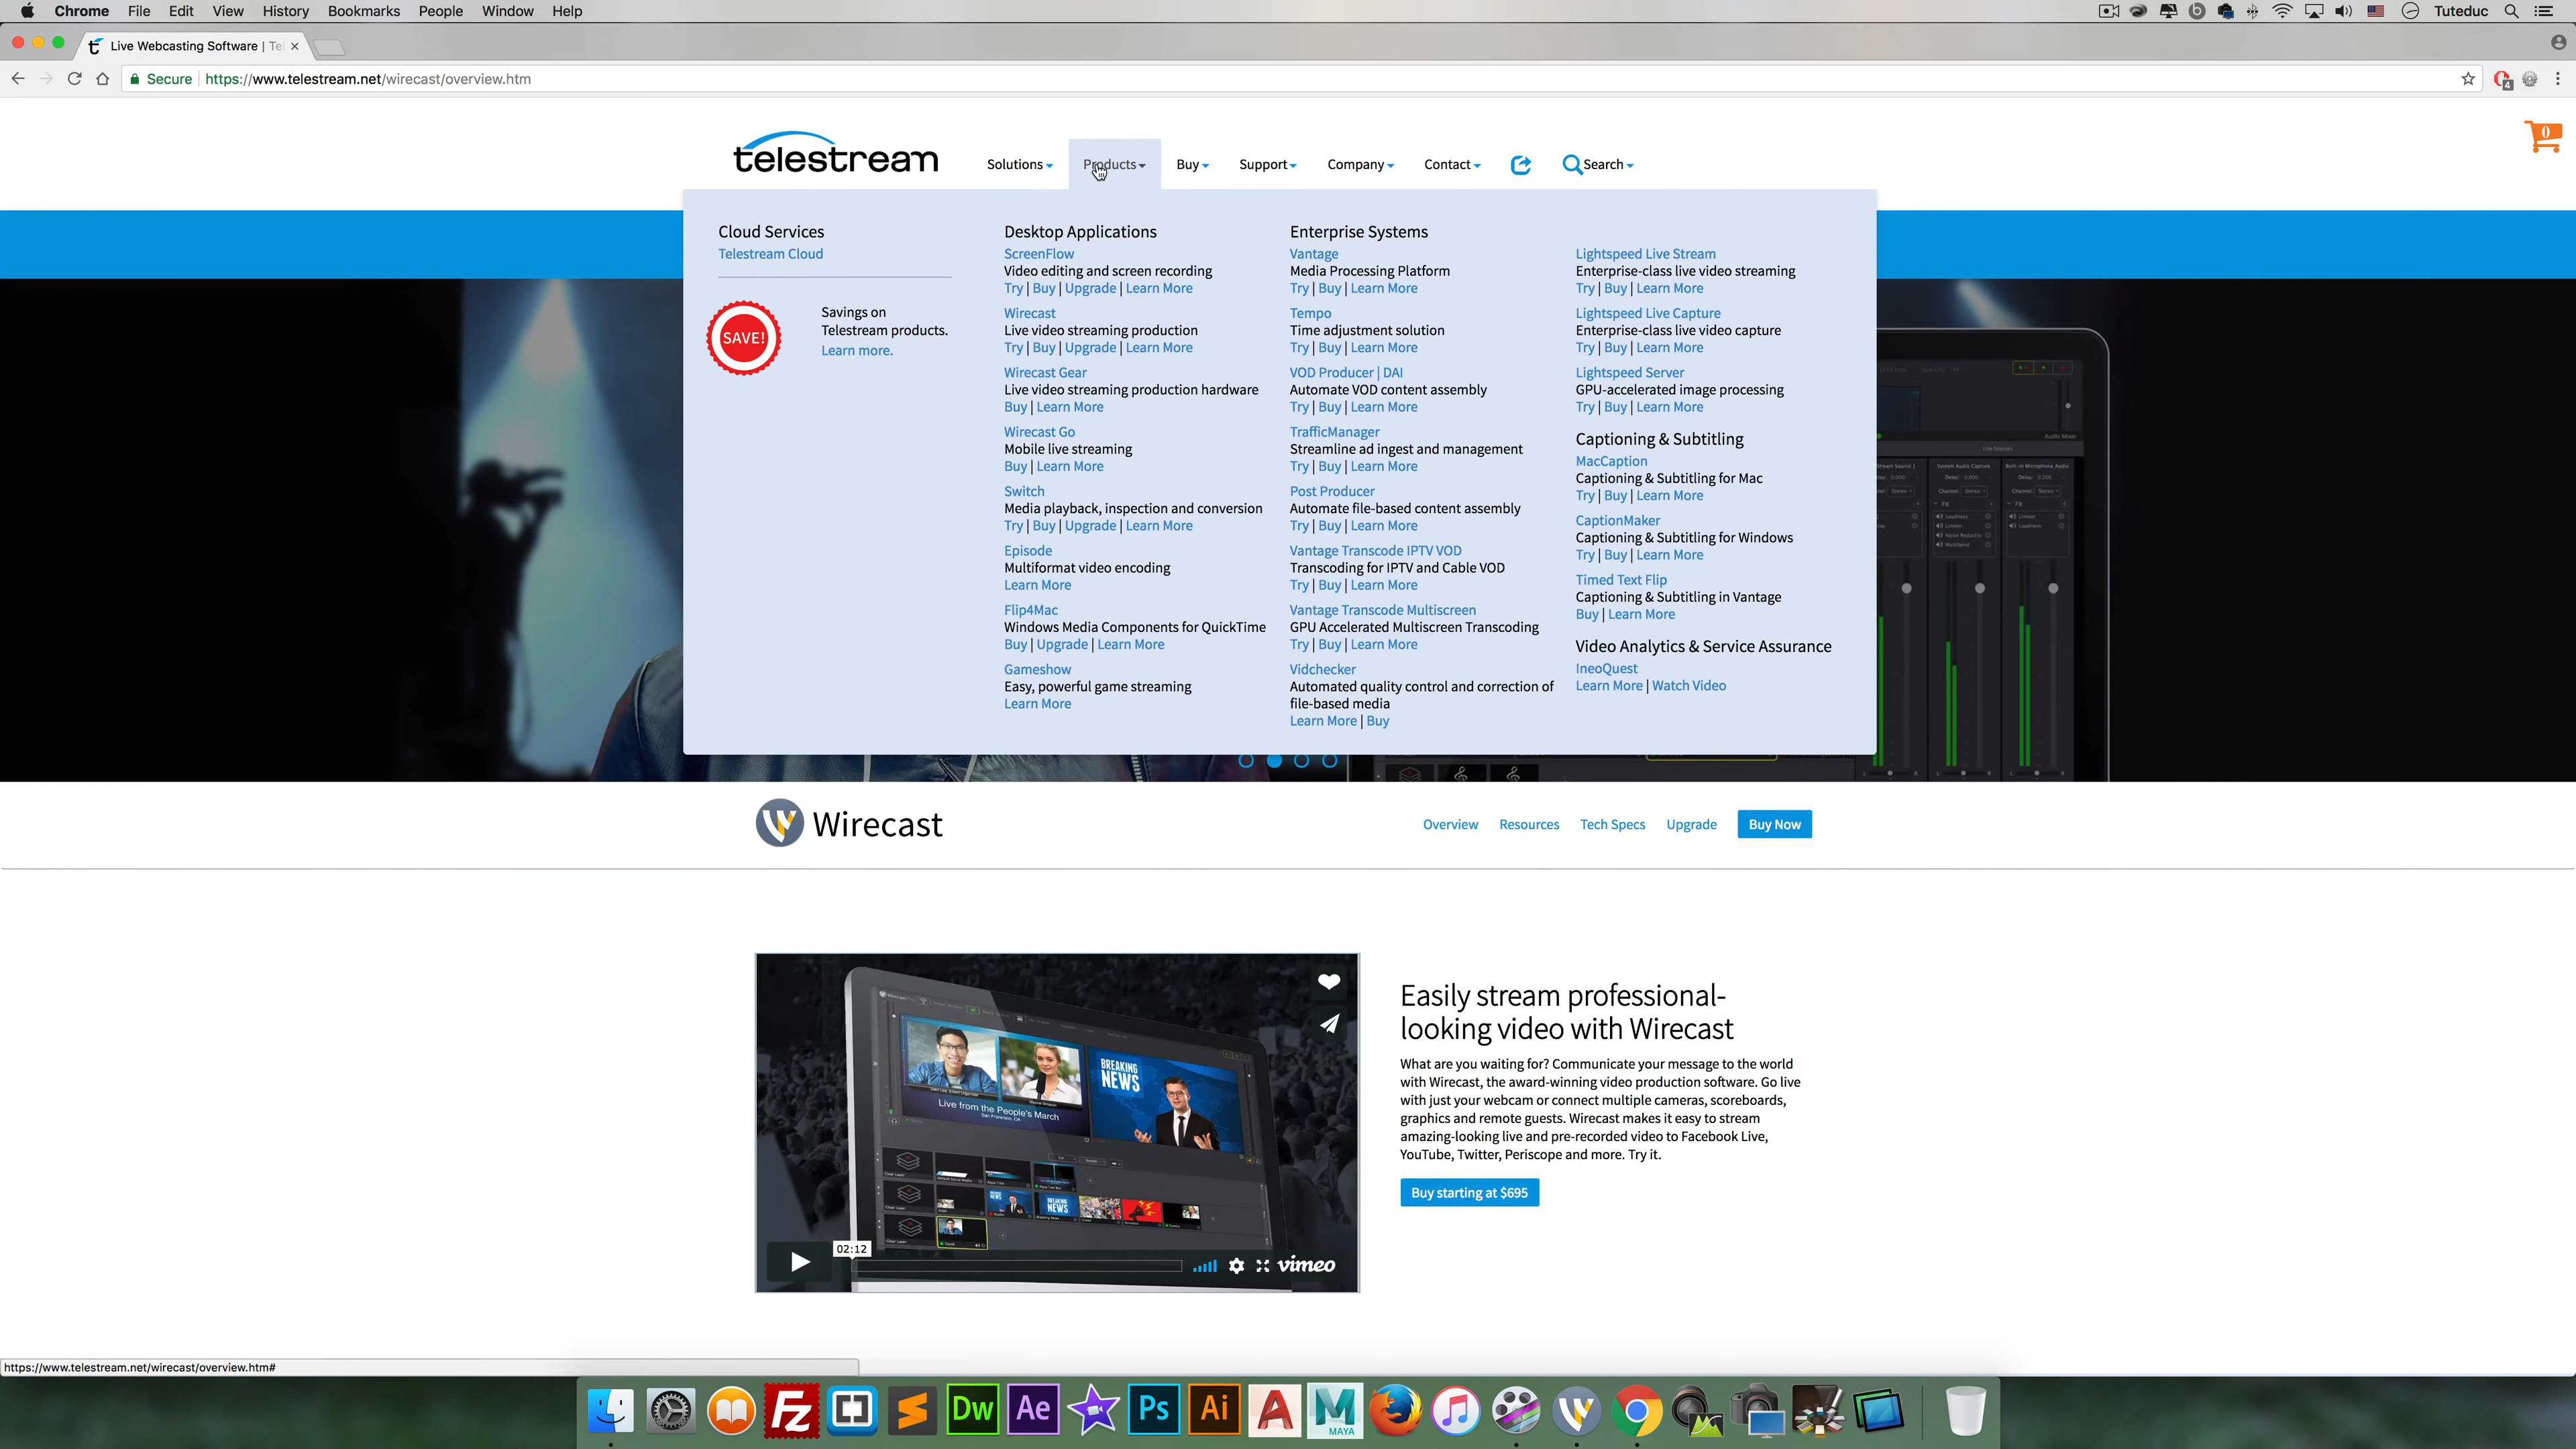 Chrome File Edit View History Bookmarks People Window Help
Tuteduc
Live Webcasting Software | Te
Secure https://www.telestream.net/wirecast/overview.htm
4
telestream
Solutions Products Buy Support Company Contact Search
0
Cloud Services
Telestream Cloud
SAVE!
Savings on
Telestream products.
Learn more.
Desktop Applications
ScreenFlow
Video editing and screen recording
Try | Buy | Upgrade | Learn More
Wirecast
Live video streaming production
Try | Buy | Upgrade | Learn More
Wirecast Gear
Live video streaming production hardware
Buy | Learn More
Wirecast Go
Mobile live streaming
Buy | Learn More
Switch
Media playback, inspection and conversion
Try | Buy | Upgrade | Learn More
Episode
Multiformat video encoding
Learn More
Flip4Mac
Windows Media Components for QuickTime
Buy | Upgrade | Learn More
Gameshow
Easy, powerful game streaming
Learn More
Enterprise Systems
Vantage
Media Processing Platform
Try | Buy | Learn More
Tempo
Time adjustment solution
Try | Buy | Learn More
VOD Producer | DAI
Automate VOD content assembly
Try | Buy | Learn More
TrafficManager
Streamline ad ingest and management
Try | Buy | Learn More
Post Producer
Automate file-based content assembly
Try | Buy | Learn More
Vantage Transcode IPTV VOD
Transcoding for IPTV and Cable VOD
Try | Buy | Learn More
Vantage Transcode Multiscreen
GPU Accelerated Multiscreen Transcoding
Try | Buy | Learn More
Vidchecker
Automated quality control and correction of
file-based media
Learn More | Buy
Lightspeed Live Stream
Enterprise-class live video streaming
Try | Buy | Learn More
Lightspeed Live Capture
Enterprise-class live video capture
Try | Buy | Learn More
Lightspeed Server
GPU-accelerated image processing
Try | Buy | Learn More
Captioning & Subtitling
MacCaption
Captioning & Subtitling for Mac
Try | Buy | Learn More
CaptionMaker
Captioning & Subtitling for Windows
Try | Buy | Learn More
Timed Text Flip
Captioning & Subtitling in Vantage
Buy | Learn More
Video Analytics & Service Assurance
IneoQuest
Learn More | Watch Video
Audio Mixer
Wirecast
Overview Resources Tech Specs Upgrade Buy Now
BREAKING
NEWS
Live from the People's March
02:12
vimeo
Easily stream professional-
looking video with Wirecast
What are you waiting for? Communicate your message to the world
with Wirecast, the award-winning video production software. Go live
with just your webcam or connect multiple cameras, scoreboards,
graphics and remote guests. Wirecast makes it easy to stream
amazing-looking live and pre-recorded video to Facebook Live,
YouTube, Twitter, Periscope and more. Try it.
Buy starting at $695
https://www.telestream.net/wirecast/overview.htm#
Fz Dw Ae Ps Ai MAYA